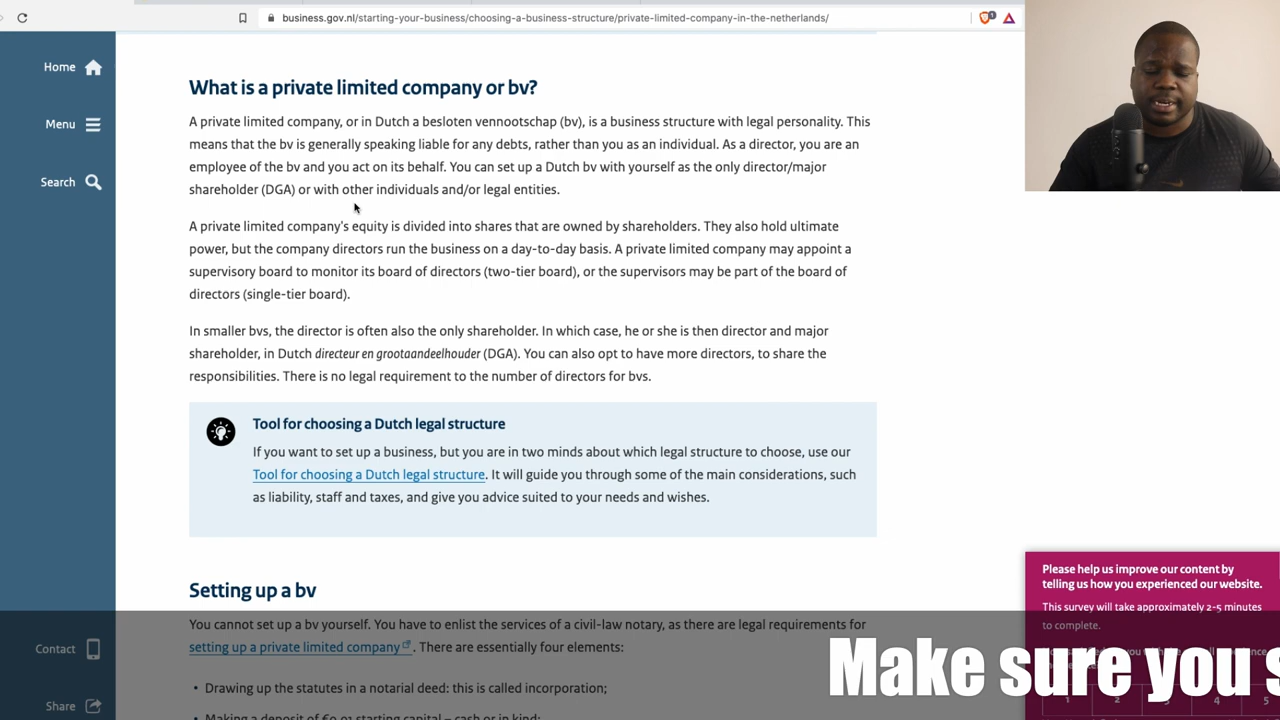 business.gov.nl/starting-your-business/choosing-a-business-structure/private-limited-company-in-the-netherlands/
1
Home
Menu
Search
What is a private limited company or bv?
A private limited company, or in Dutch a besloten vennootschap (bv), is a business structure with legal personality. This
means that the bv is generally speaking liable for any debts, rather than you as an individual. As a director, you are an
employee of the bv and you act on its behalf. You can set up a Dutch bv with yourself as the only director/major
shareholder (DGA) or with other individuals and/or legal entities.
A private limited company's equity is divided into shares that are owned by shareholders. They also hold ultimate
power, but the company directors run the business on a day-to-day basis. A private limited company may appoint a
supervisory board to monitor its board of directors (two-tier board), or the supervisors may be part of the board of
directors (single-tier board).
In smaller bvs, the director is often also the only shareholder. In which case, he or she is then director and major
shareholder, in Dutch directeur en grootaandeelhouder (DGA). You can also opt to have more directors, to share the
responsibilities. There is no legal requirement to the number of directors for bvs.
Tool for choosing a Dutch legal structure
If you want to set up a business, but you are in two minds about which legal structure to choose, use our
Tool for choosing a Dutch legal structure. It will guide you through some of the main considerations, such
as liability, staff and taxes, and give you advice suited to your needs and wishes.
Setting up a bv
You cannot set up a bv yourself. You have to enlist the services of a civil-law notary, as there are legal requirements for
setting up a private limited company. There are essentially four elements:
• Drawing up the statutes in a notarial deed: this is called incorporation;
• Making a deposit of €0.01 starting capital – cash or in kind;
Contact
Share
Please help us improve our content by
telling us how you experienced our website.
This survey will take approximately 2-5 minutes
to complete.
Make sure you s
1 2 3 4 5